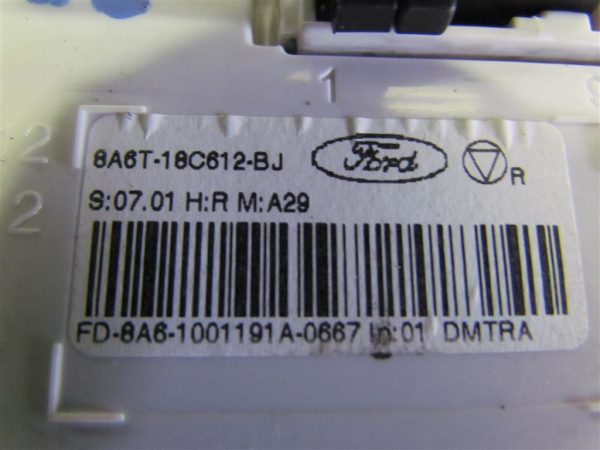 1
2
2
8A6T-18C612-BJ Ford R
S:07.01 H:R M:A29
FD-8A6-1001191A-0667 In:01 DMTRA